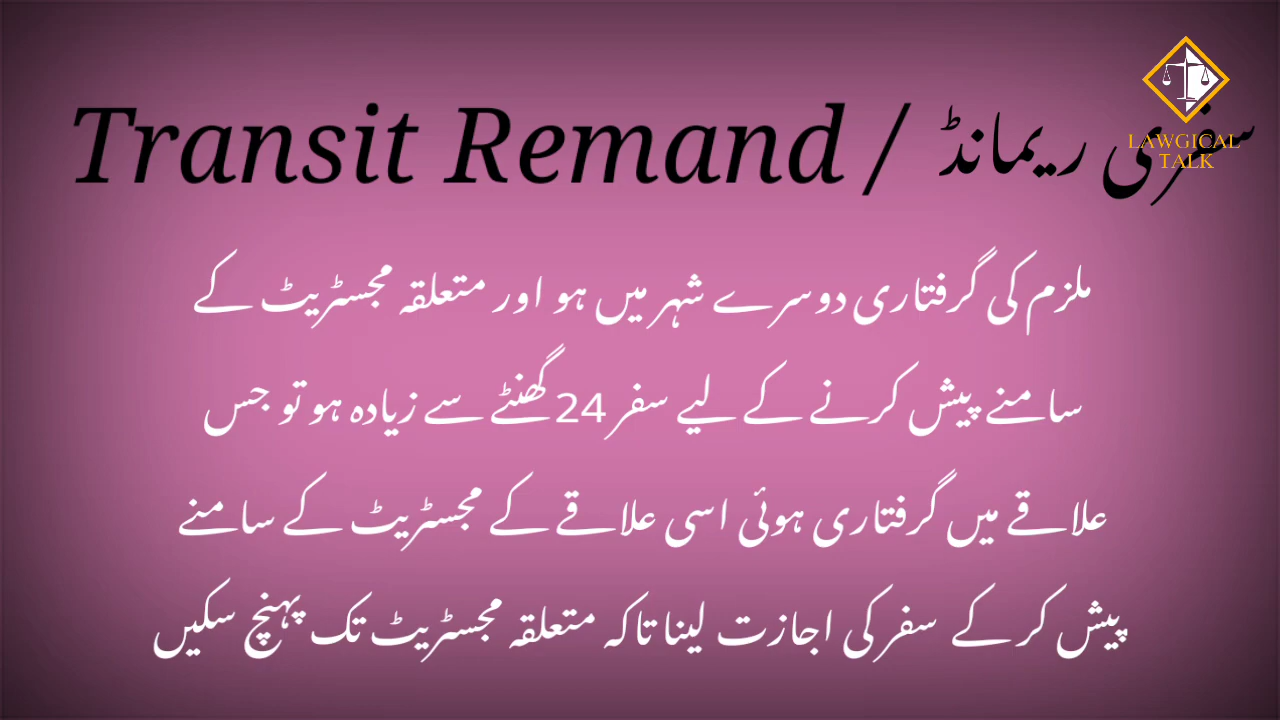 Transit Remand / سفری ریمانڈ
LAWGICAL
TALK
ملزم کی گرفتاری دوسرے شہر میں ہو اور متعلقہ مجسٹریٹ کے
سامنے پیش کرنے کے لیے سفر 24 گھنٹے سے زیادہ ہو تو جس
علاقے میں گرفتاری ہوئی اسی علاقے کے مجسٹریٹ کے سامنے
پیش کر کے سفر کی اجازت لینا تاکہ متعلقہ مجسٹریٹ تک پہنچ سکیں